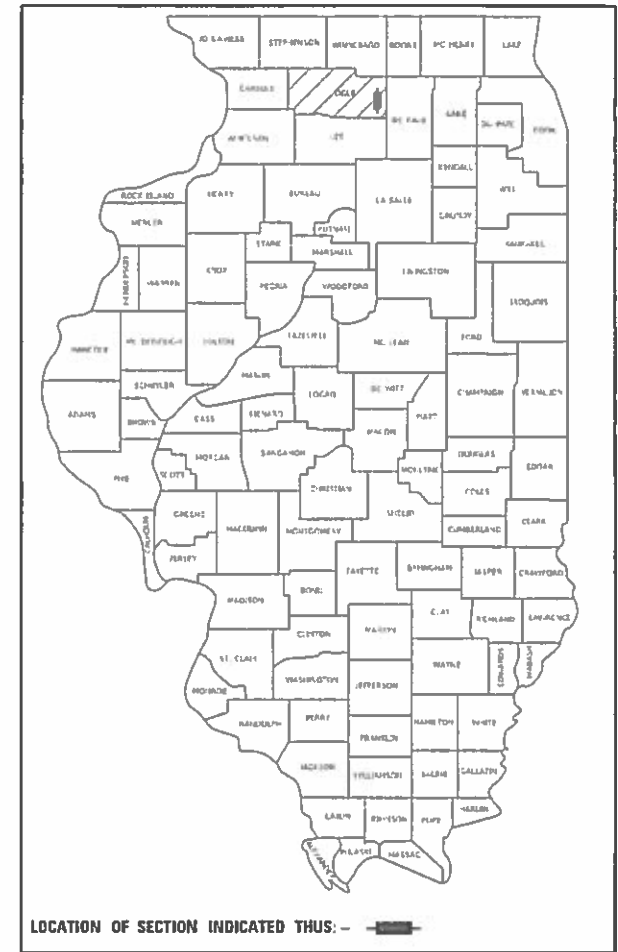 JO DAVIESS STEPHENSON WINNEBAGO BOONE MC HENRY LAKE
CARROLL OGLE
DE KALB KANE DU PAGE COOK
WHITESIDE LEE
KENDALL WILL
ROCK ISLAND HENRY BUREAU LA SALLE
MERCER PUTNAM GRUNDY
STARK MARSHALL KANKAKEE
HENDERSON WARREN KNOX PEORIA WOODFORD LIVINGSTON IROQUOIS
HANCOCK MC DONOUGH FULTON TAZEWELL MC LEAN FORD
MASON
SCHUYLER LOGAN DE WITT CHAMPAIGN VERMILION
ADAMS BROWN CASS MENARD MACON PIATT
MORGAN SANGAMON MOULTRIE DOUGLAS EDGAR
PIKE SCOTT CHRISTIAN COLES
SHELBY
GREENE MACOUPIN MONTGOMERY CUMBERLAND CLARK
CALHOUN JERSEY
FAYETTE EFFINGHAM JASPER CRAWFORD
MADISON BOND
CLAY RICHLAND LAWRENCE
CLINTON MARION
ST. CLAIR WAYNE EDWARDS WABASH
WASHINGTON JEFFERSON
MONROE
RANDOLPH PERRY HAMILTON WHITE
FRANKLIN
JACKSON WILLIAMSON SALINE GALLATIN
UNION JOHNSON POPE HARDIN
ALEXANDER PULASKI MASSAC
LOCATION OF SECTION INDICATED THUS: –